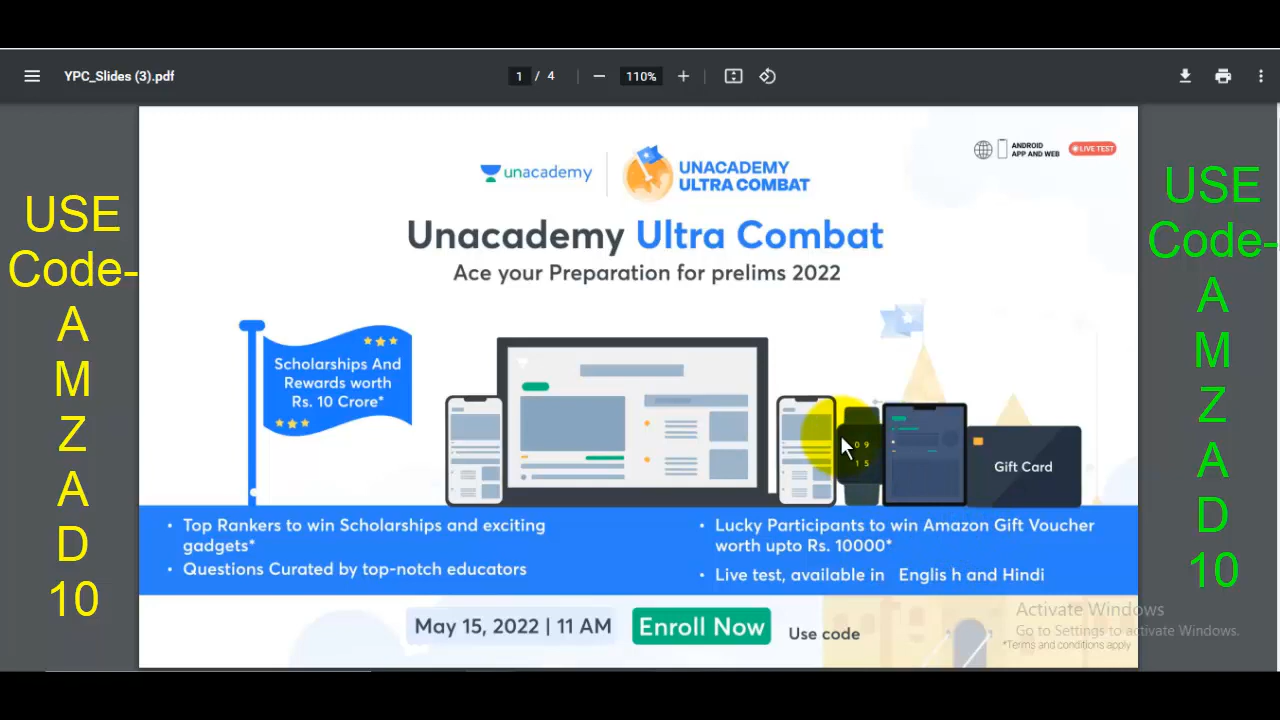 YPC_Slides (3).pdf
1 / 4
110%
unacademy
UNACADEMY
ULTRA COMBAT
ANDROID
APP AND WEB
LIVE TEST
Unacademy Ultra Combat
Ace your Preparation for prelims 2022
USE
Code-
A
M
Z
A
D
10
Scholarships And
Rewards worth
Rs. 10 Crore*
09
15
Gift Card
USE
Code-
A
M
Z
A
D
10
• Top Rankers to win Scholarships and exciting
gadgets*
• Questions Curated by top-notch educators
• Lucky Participants to win Amazon Gift Voucher
worth upto Rs. 10000*
• Live test, available in Englis h and Hindi
May 15, 2022 | 11 AM
Enroll Now
Use code
Activate Windows
Go to Settings to activate Windows.
*Terms and conditions apply